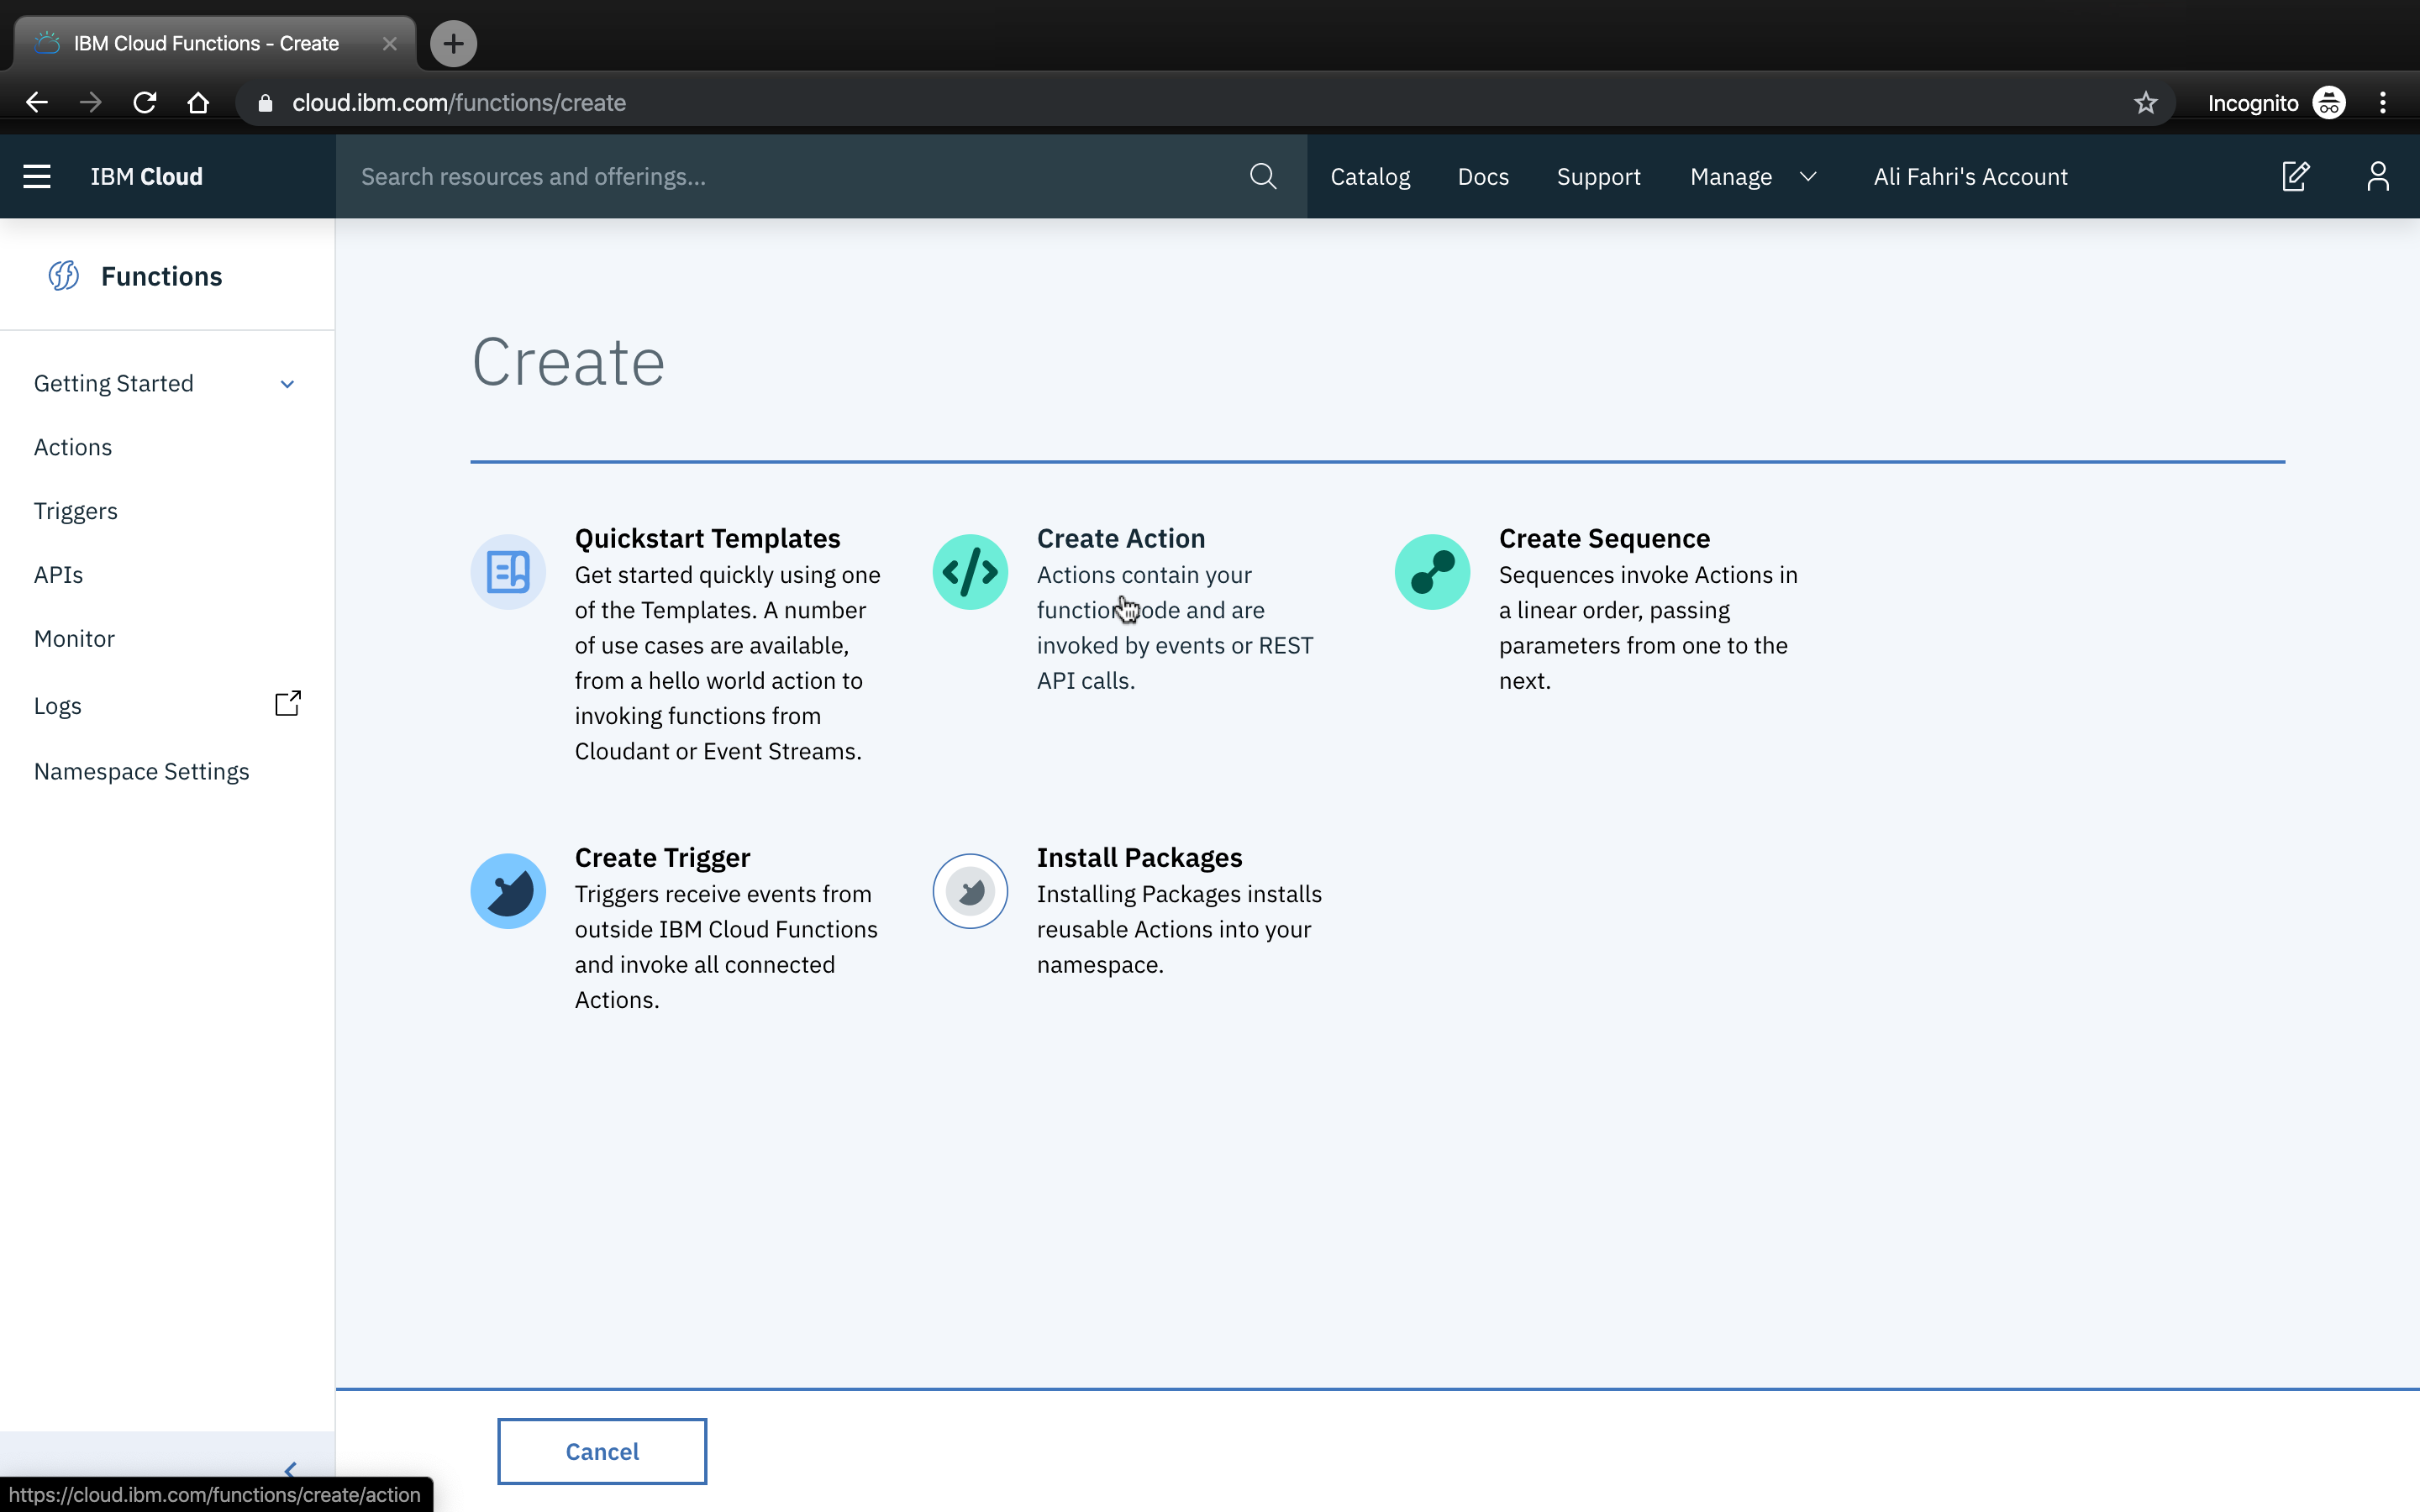 IBM Cloud Functions - Create
cloud.ibm.com/functions/create
Incognito
IBM Cloud
Search resources and offerings...
Catalog
Docs
Support
Manage
Ali Fahri's Account
Functions
Getting Started
Actions
Triggers
APIs
Monitor
Logs
Namespace Settings
Create
Quickstart Templates
Get started quickly using one
of the Templates. A number
of use cases are available,
from a hello world action to
invoking functions from
Cloudant or Event Streams.
Create Action
Actions contain your
function code and are
invoked by events or REST
API calls.
Create Sequence
Sequences invoke Actions in
a linear order, passing
parameters from one to the
next.
Create Trigger
Triggers receive events from
outside IBM Cloud Functions
and invoke all connected
Actions.
Install Packages
Installing Packages installs
reusable Actions into your
namespace.
Cancel
https://cloud.ibm.com/functions/create/action